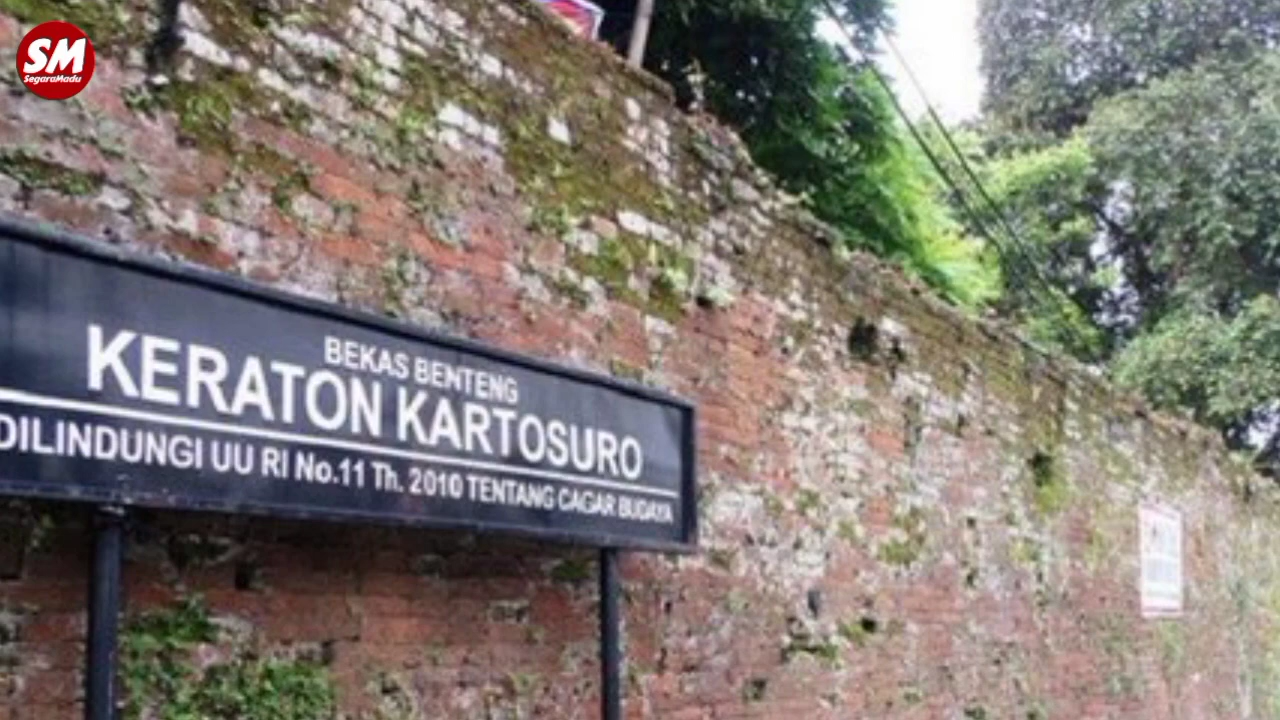 SM
SegaraMadu
BEKAS BENTENG
KERATON KARTOSURO
DILINDUNGI UU RI No.11 Th. 2010 TENTANG CAGAR BUDAYA